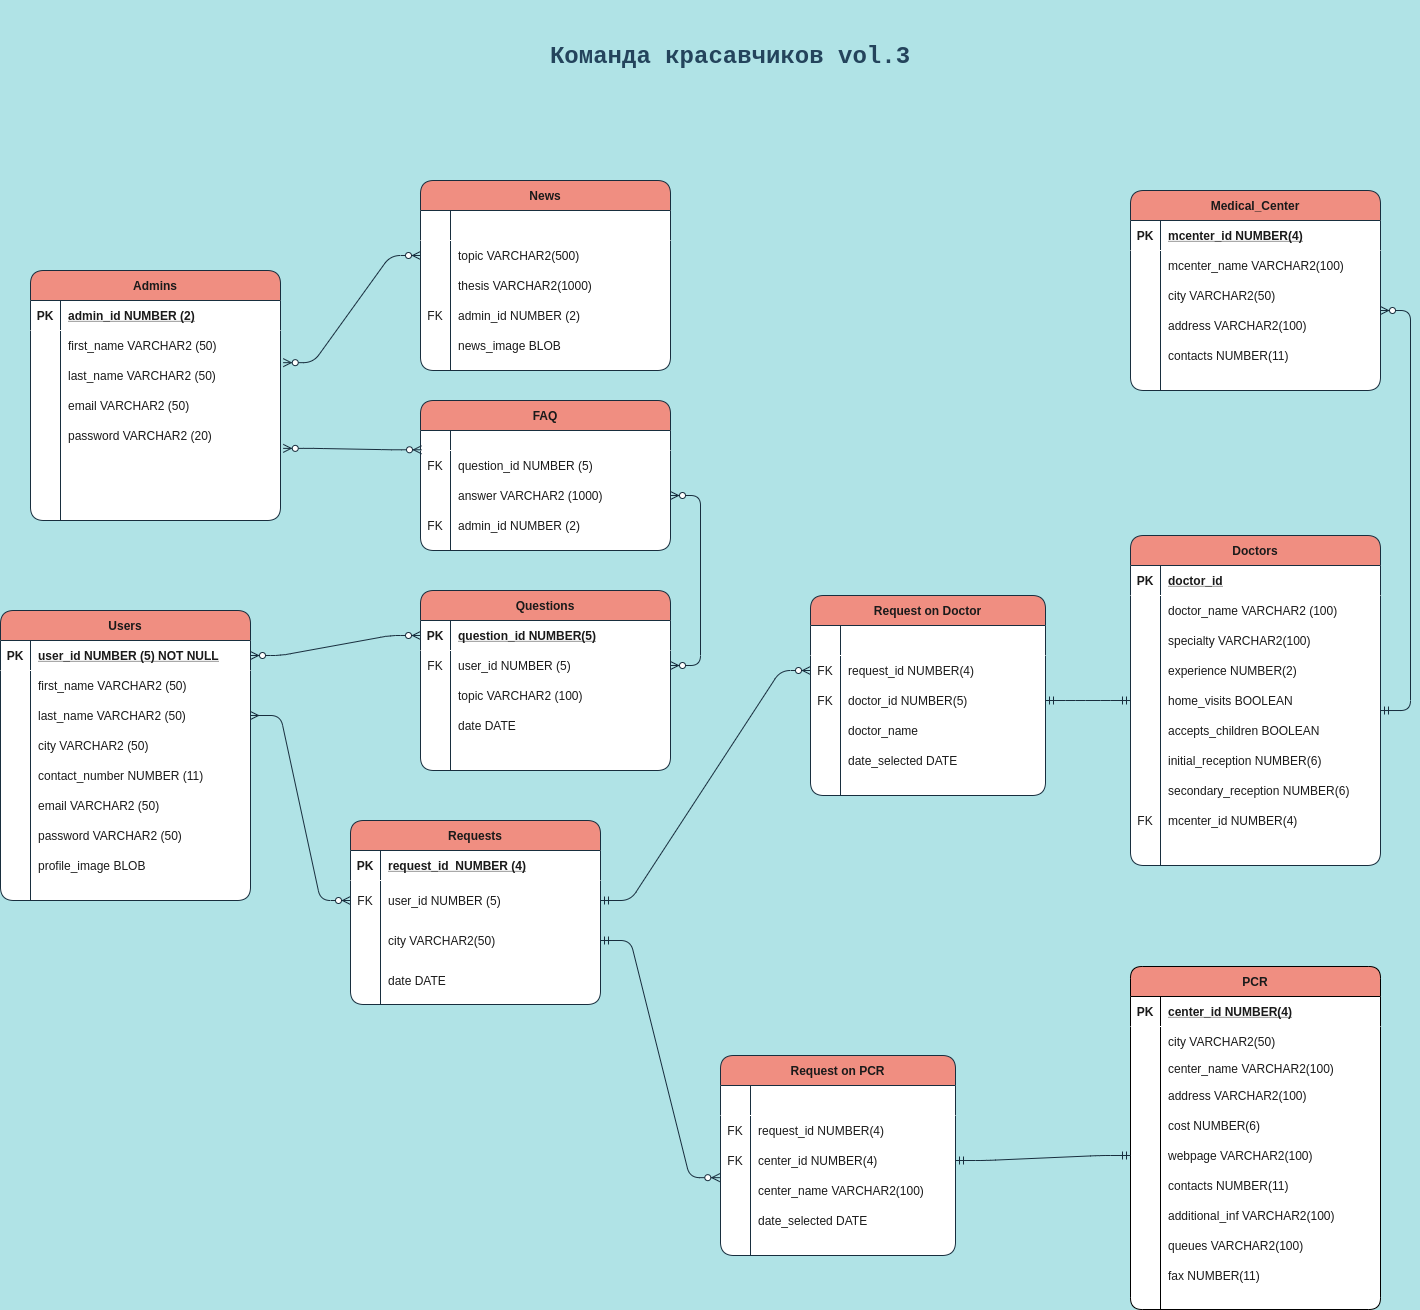 Команда красавчиков vol.3
News
topic VARCHAR2(500)
thesis VARCHAR2(1000)
FK admin_id NUMBER (2)
news_image BLOB
Medical_Center
PK mcenter_id NUMBER(4)
mcenter_name VARCHAR2(100)
city VARCHAR2(50)
address VARCHAR2(100)
contacts NUMBER(11)
Admins
PK admin_id NUMBER (2)
first_name VARCHAR2 (50)
last_name VARCHAR2 (50)
email VARCHAR2 (50)
password VARCHAR2 (20)
FAQ
FK question_id NUMBER (5)
answer VARCHAR2 (1000)
FK admin_id NUMBER (2)
Questions
PK question_id NUMBER(5)
FK user_id NUMBER (5)
topic VARCHAR2 (100)
date DATE
Users
PK user_id NUMBER (5) NOT NULL
first_name VARCHAR2 (50)
last_name VARCHAR2 (50)
city VARCHAR2 (50)
contact_number NUMBER (11)
email VARCHAR2 (50)
password VARCHAR2 (50)
profile_image BLOB
Request on Doctor
FK request_id NUMBER(4)
FK doctor_id NUMBER(5)
doctor_name
date_selected DATE
Doctors
PK doctor_id
doctor_name VARCHAR2 (100)
specialty VARCHAR2(100)
experience NUMBER(2)
home_visits BOOLEAN
accepts_children BOOLEAN
initial_reception NUMBER(6)
secondary_reception NUMBER(6)
FK mcenter_id NUMBER(4)
Requests
PK request_id NUMBER (4)
FK user_id NUMBER (5)
city VARCHAR2(50)
date DATE
Request on PCR
FK request_id NUMBER(4)
FK center_id NUMBER(4)
center_name VARCHAR2(100)
date_selected DATE
PCR
PK center_id NUMBER(4)
city VARCHAR2(50)
center_name VARCHAR2(100)
address VARCHAR2(100)
cost NUMBER(6)
webpage VARCHAR2(100)
contacts NUMBER(11)
additional_inf VARCHAR2(100)
queues VARCHAR2(100)
fax NUMBER(11)